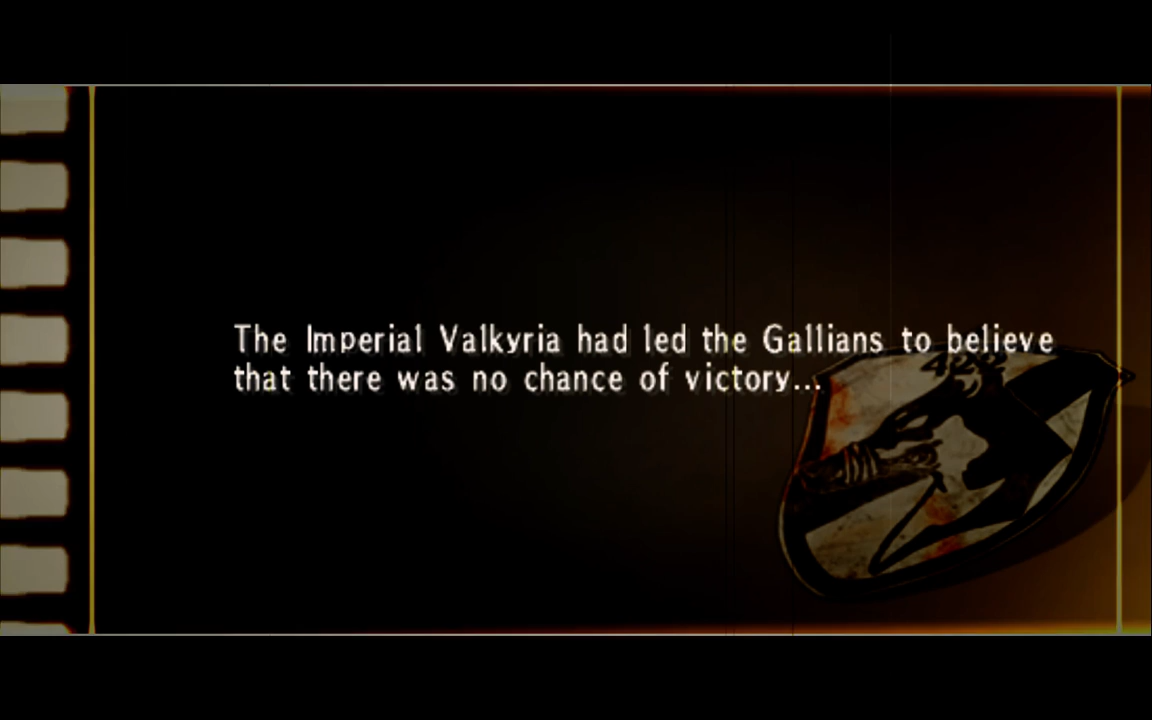 The Imperial Valkyria had led the Gallians to believe
that there was no chance of victory...